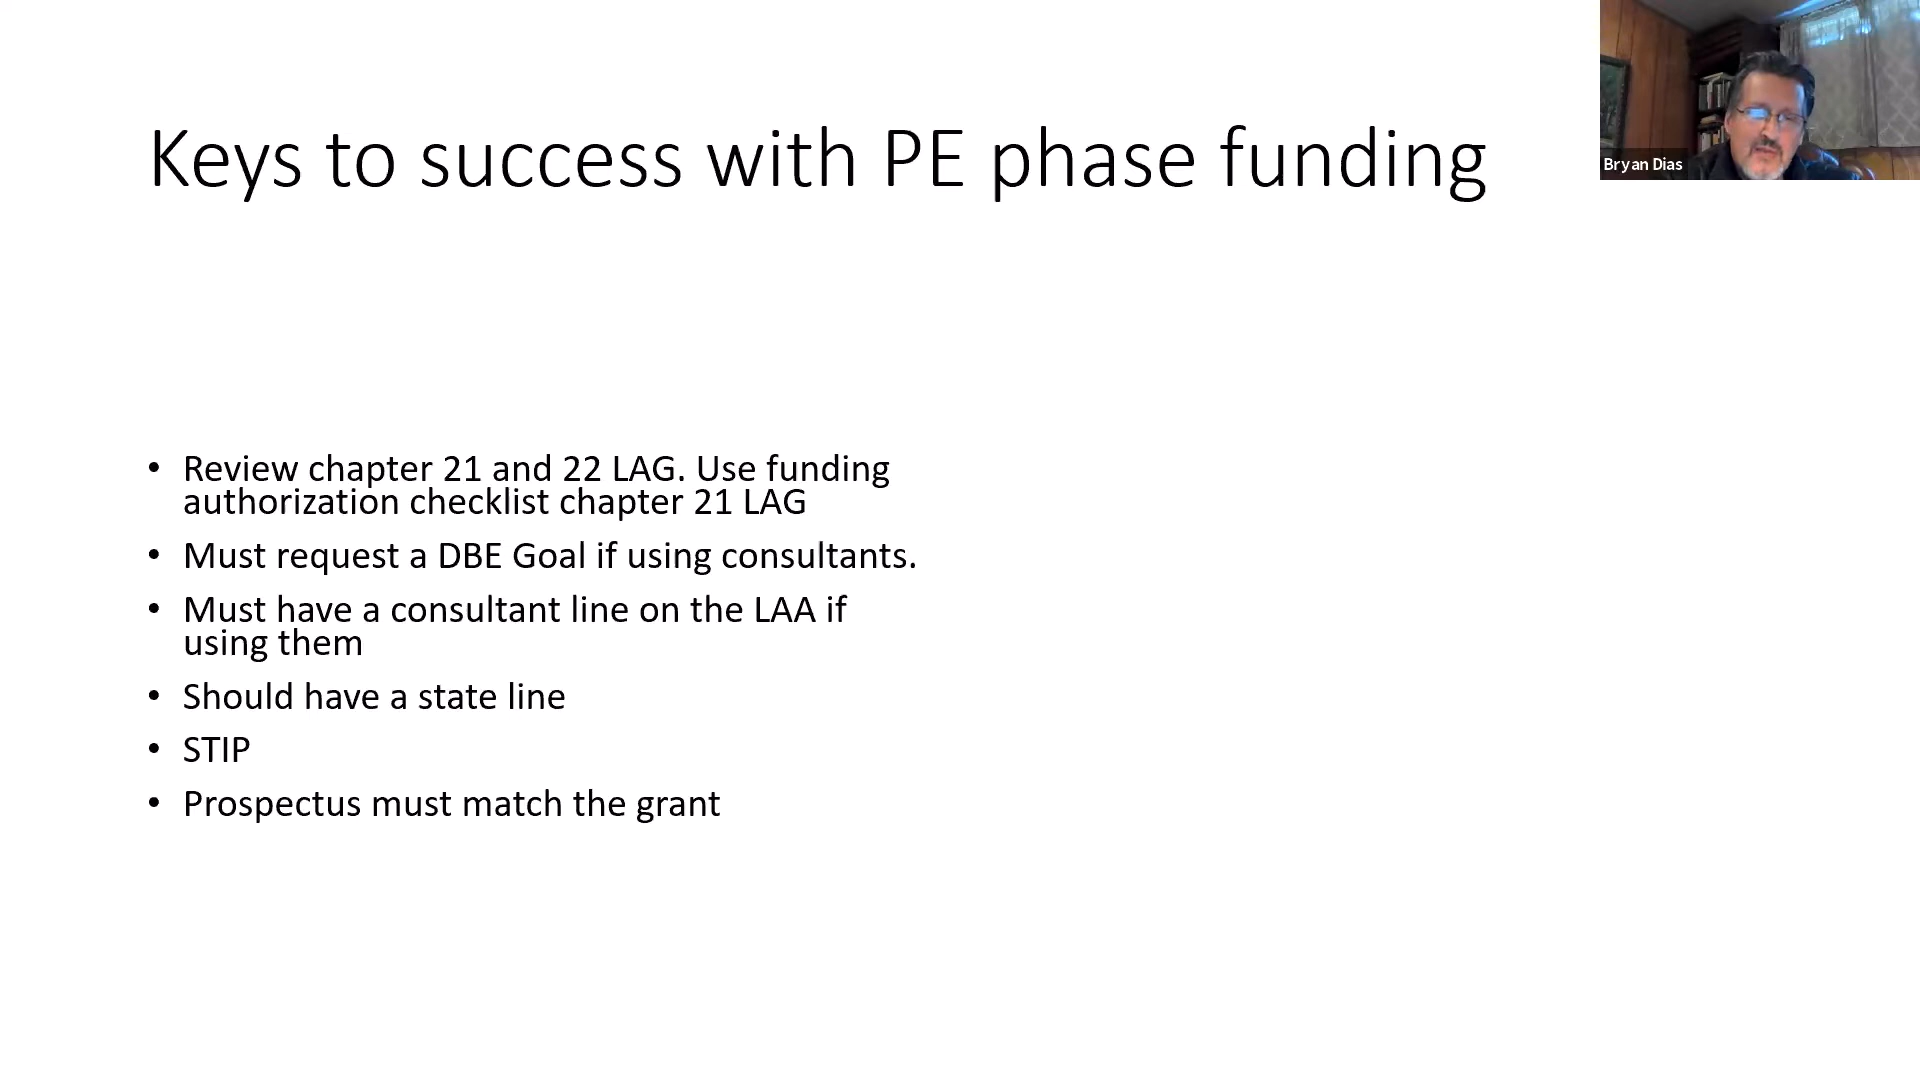 Keys to success with PE phase funding
Bryan Dias
• Review chapter 21 and 22 LAG. Use funding
authorization checklist chapter 21 LAG
• Must request a DBE Goal if using consultants.
• Must have a consultant line on the LAA if
using them
• Should have a state line
• STIP
• Prospectus must match the grant